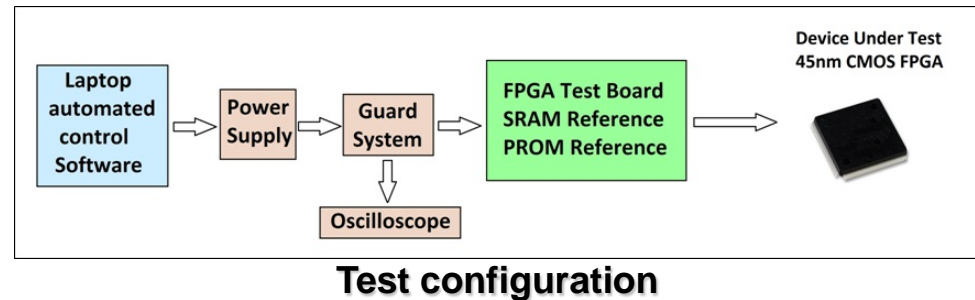 Laptop
automated
control
Software
Power
Supply
Guard
System
Oscilloscope
FPGA Test Board
SRAM Reference
PROM Reference
Device Under Test
45nm CMOS FPGA
Test configuration